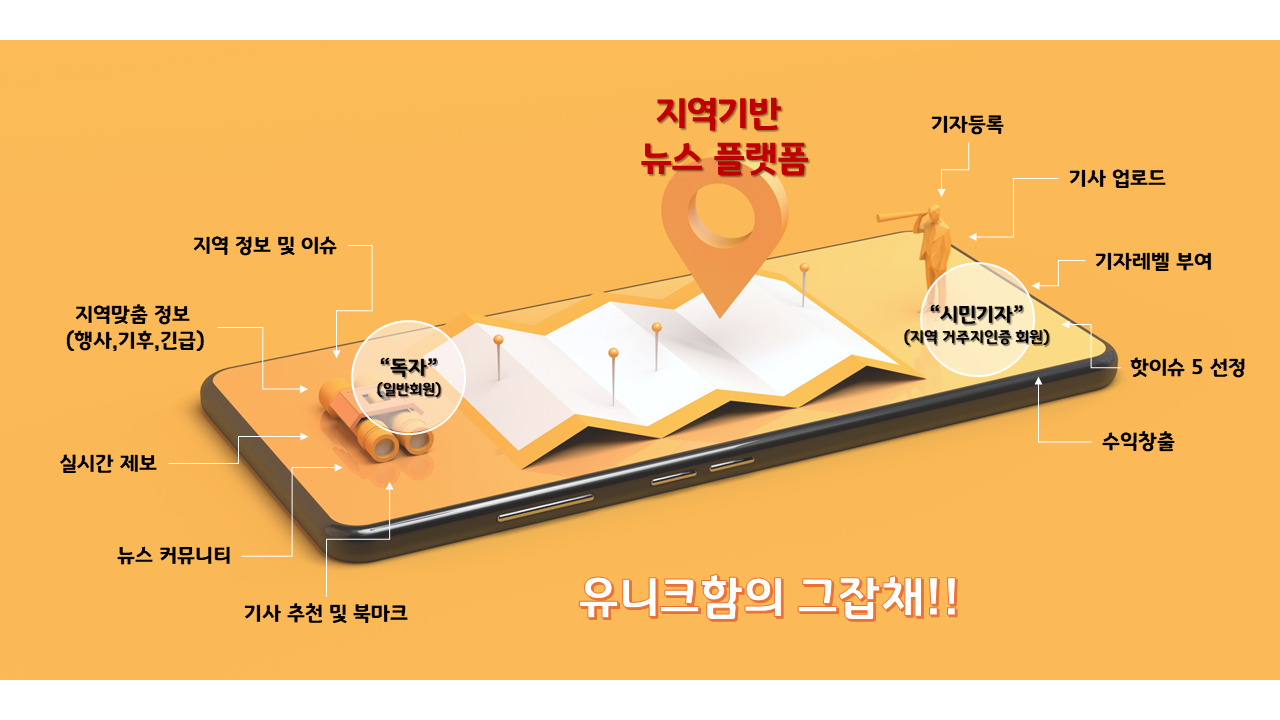 지역기반
뉴스 플랫폼
기자등록
기사 업로드
지역 정보 및 이슈
기자레벨 부여
지역맞춤 정보
(행사,기후,긴급)
“시민기자”
(지역 거주지인증 회원)
“독자”
(일반회원)
핫이슈 5 선정
수익창출
실시간 제보
뉴스 커뮤니티
기사 추천 및 북마크
유니크함의 그잡채!!